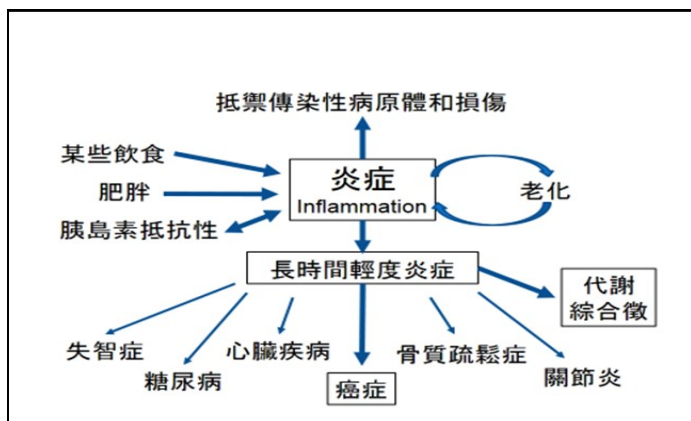 抵禦傳染性病原體和損傷
某些飲食
肥胖
胰島素抵抗性
炎症
Inflammation
老化
長時間輕度炎症
代謝
綜合徵
失智症
糖尿病
心臟疾病
癌症
骨質疏鬆症
關節炎